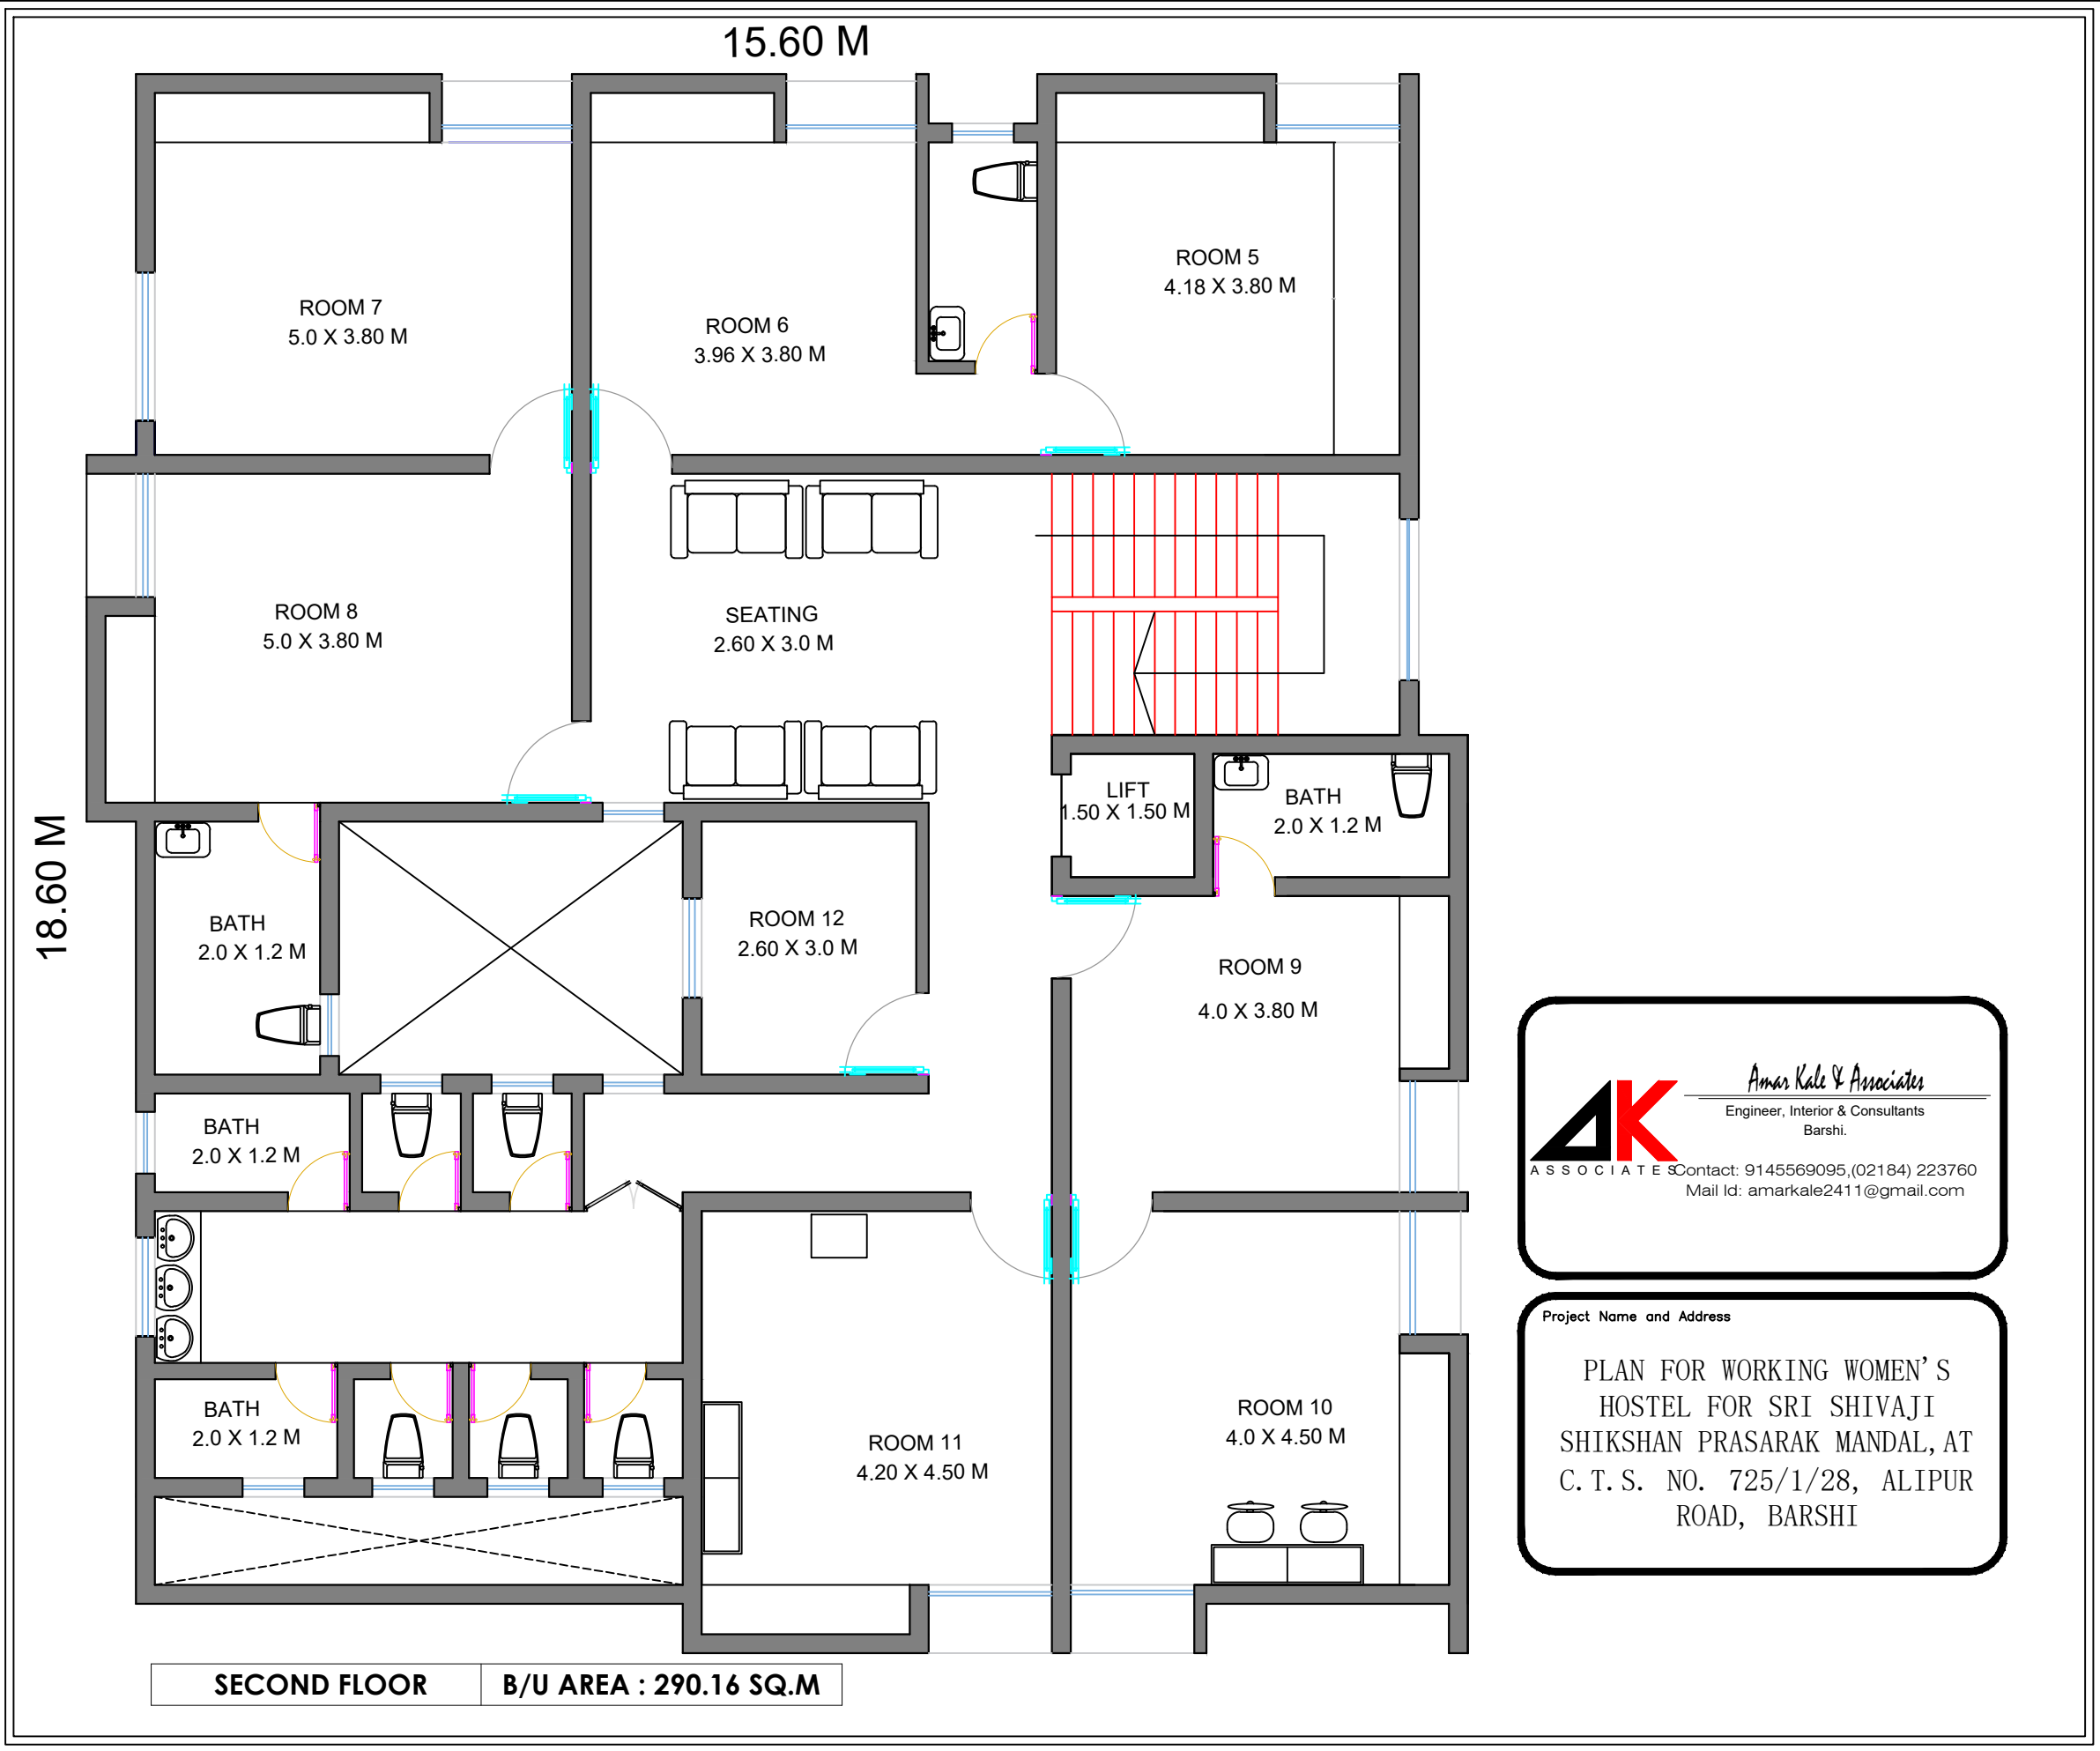 15.60 M
18.60 M
ROOM 7
5.0 X 3.80 M
ROOM 6
3.96 X 3.80 M
ROOM 5
4.18 X 3.80 M
ROOM 8
5.0 X 3.80 M
SEATING
2.60 X 3.0 M
LIFT
1.50 X 1.50 M
BATH
2.0 X 1.2 M
BATH
2.0 X 1.2 M
ROOM 12
2.60 X 3.0 M
ROOM 9
4.0 X 3.80 M
BATH
2.0 X 1.2 M
BATH
2.0 X 1.2 M
ROOM 11
4.20 X 4.50 M
ROOM 10
4.0 X 4.50 M
AK
ASSOCIATES
Amar Kale & Associates
Engineer, Interior & Consultants
Barshi.
Contact: 9145569095,(02184) 223760
Mail Id: amarkale2411@gmail.com
Project Name and Address
PLAN FOR WORKING WOMEN'S
HOSTEL FOR SRI SHIVAJI
SHIKSHAN PRASARAK MANDAL,AT
C.T.S. NO. 725/1/28, ALIPUR
ROAD, BARSHI
SECOND FLOOR
B/U AREA : 290.16 SQ.M